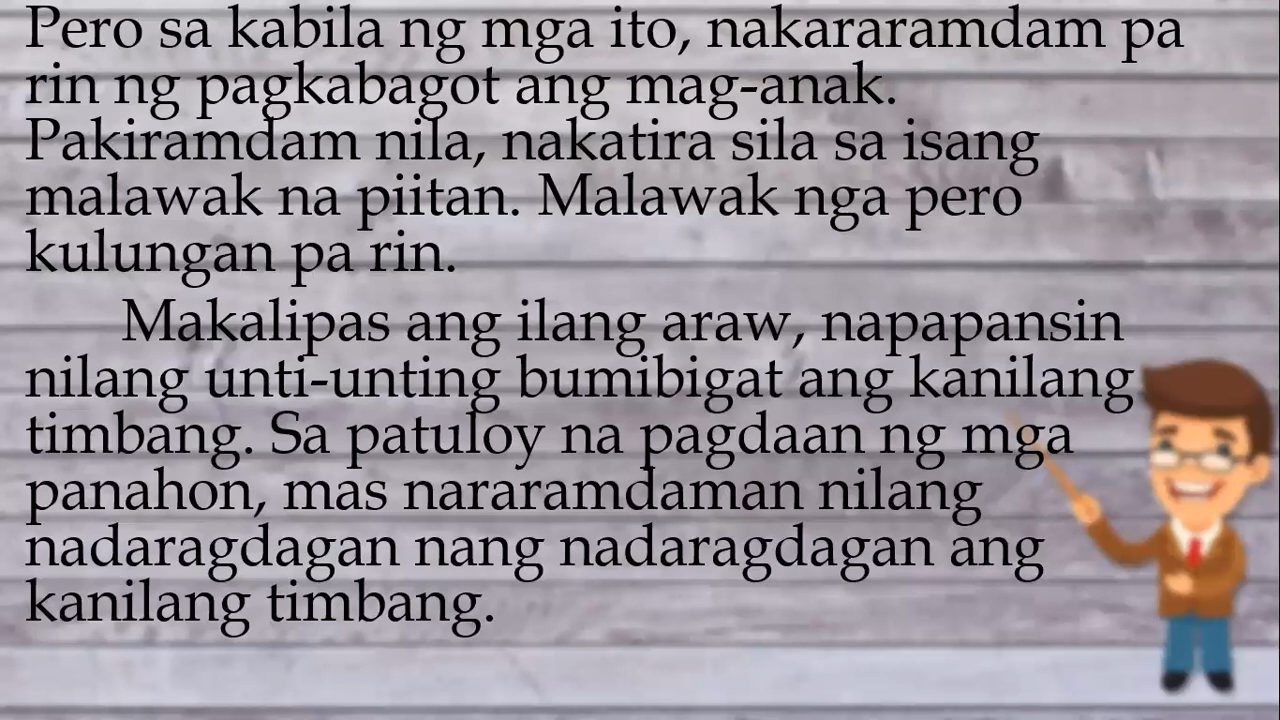 Pero sa kabila ng mga ito, nakararamdam pa
rin ng pagkabagot ang mag-anak.
Pakiramdam nila, nakatira sila sa isang
malawak na piitan. Malawak nga pero
kulungan pa rin.
Makalipas ang ilang araw, napapansin
nilang unti-unting bumibigat ang kanilang
timbang. Sa patuloy na pagdaan ng mga
panahon, mas nararamdaman nilang
nadaragdagan nang nadaragdagan ang
kanilang timbang.